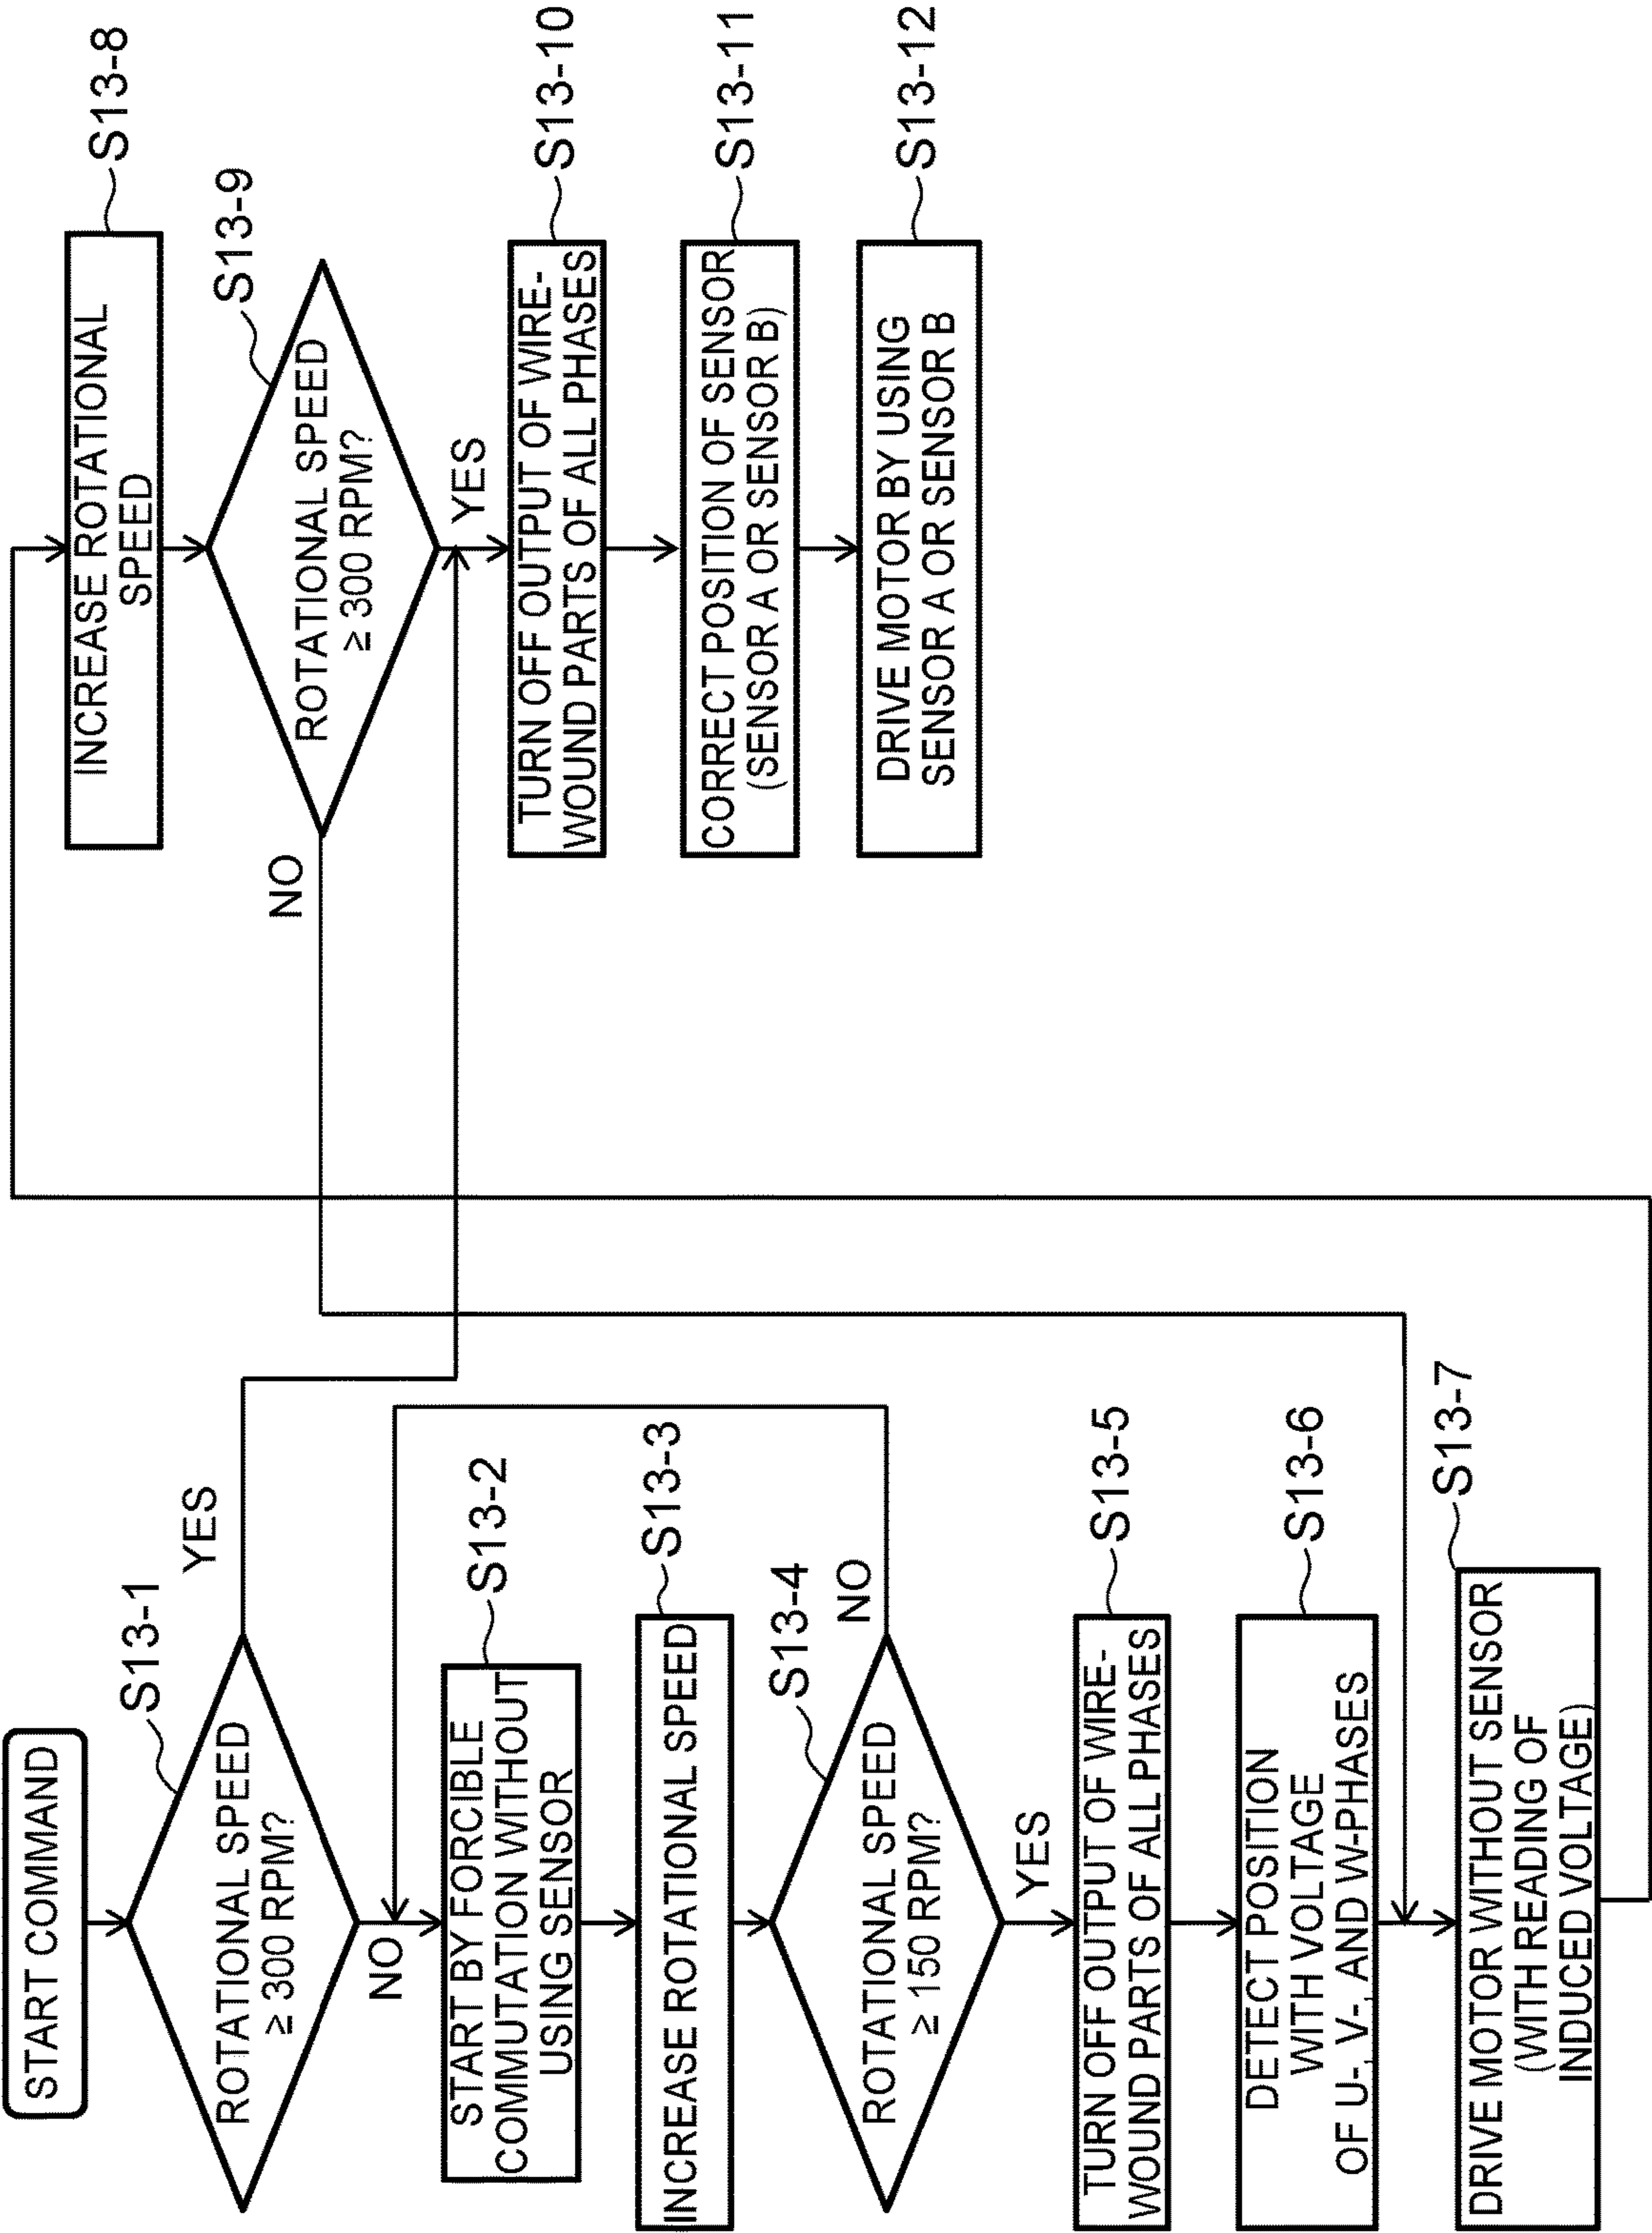 START COMMAND
S13-1
ROTATIONAL SPEED
≥ 300 RPM?
YES
NO
START BY FORCIBLE
COMMUTATION WITHOUT
USING SENSOR
S13-2
INCREASE ROTATIONAL SPEED
S13-3
ROTATIONAL SPEED
≥ 150 RPM?
S13-4
NO
YES
TURN OFF OUTPUT OF WIRE-
WOUND PARTS OF ALL PHASES
S13-5
DETECT POSITION
WITH VOLTAGE
OF U-, V-, AND W-PHASES
S13-6
DRIVE MOTOR WITHOUT SENSOR
(WITH READING OF
INDUCED VOLTAGE)
S13-7
INCREASE ROTATIONAL
SPEED
S13-8
ROTATIONAL SPEED
≥ 300 RPM?
S13-9
NO
YES
TURN OFF OUTPUT OF WIRE-
WOUND PARTS OF ALL PHASES
S13-10
CORRECT POSITION OF SENSOR
(SENSOR A OR SENSOR B)
S13-11
DRIVE MOTOR BY USING
SENSOR A OR SENSOR B
S13-12